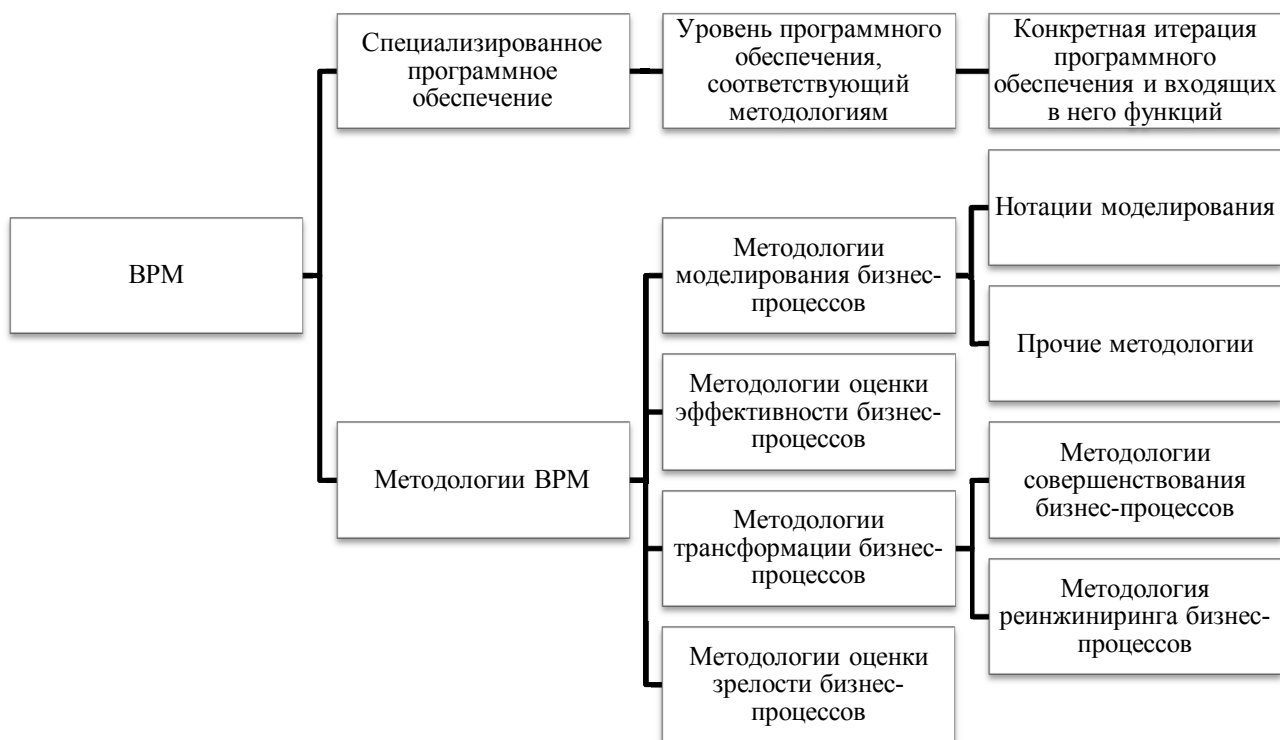 Специализированное
программное
обеспечение
Уровень программного
обеспечения,
соответствующий
методологиям
Конкретная итерация
программного
обеспечения и входящих
в него функций
BPM
Методологии
моделирования бизнес-
процессов
Нотации моделирования
Прочие методологии
Методологии оценки
эффективности бизнес-
процессов
Методологии BPM
Методологии
трансформации бизнес-
процессов
Методологии
совершенствования
бизнес-процессов
Методология
реинжиниринга бизнес-
процессов
Методологии оценки
зрелости бизнес-
процессов